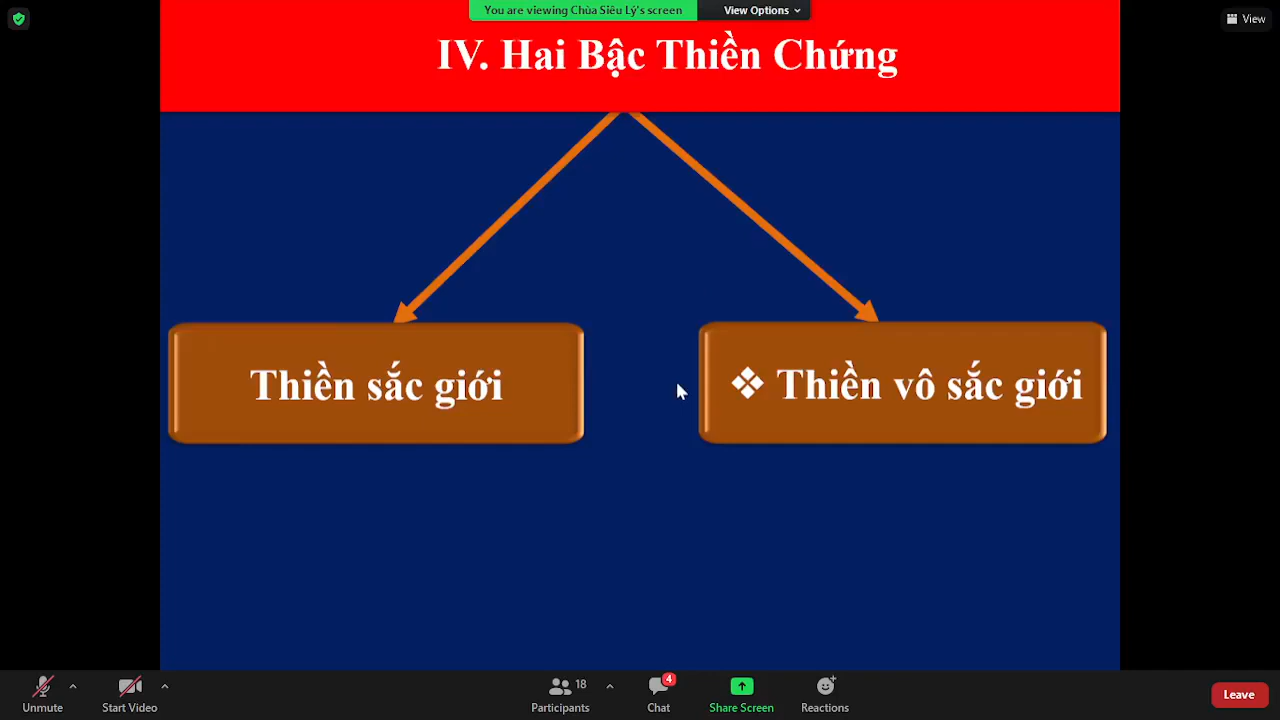 You are viewing Chùa Siêu Lý's screen
View Options
View
IV. Hai Bậc Thiền Chứng
Thiền sắc giới
❖ Thiền vô sắc giới
Unmute
Start Video
18
Participants
4
Chat
Share Screen
Reactions
Leave